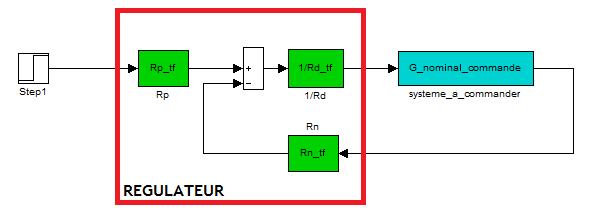 Step1
Rp_tf
Rp
+
−
1/Rd_tf
1/Rd
G_nominal_commande
systeme_a_commander
Rn
Rn_tf
REGULATEUR